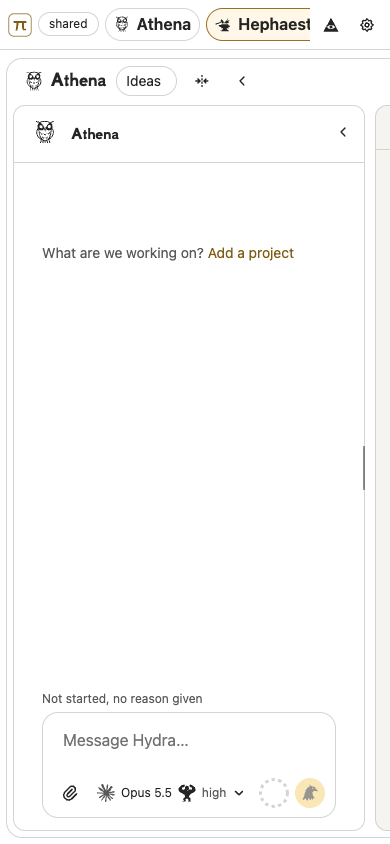 π
shared
Athena
Hephaest
Athena
Ideas
Athena
What are we working on? Add a project
Not started, no reason given
Message Hydra...
Opus 5.5
high